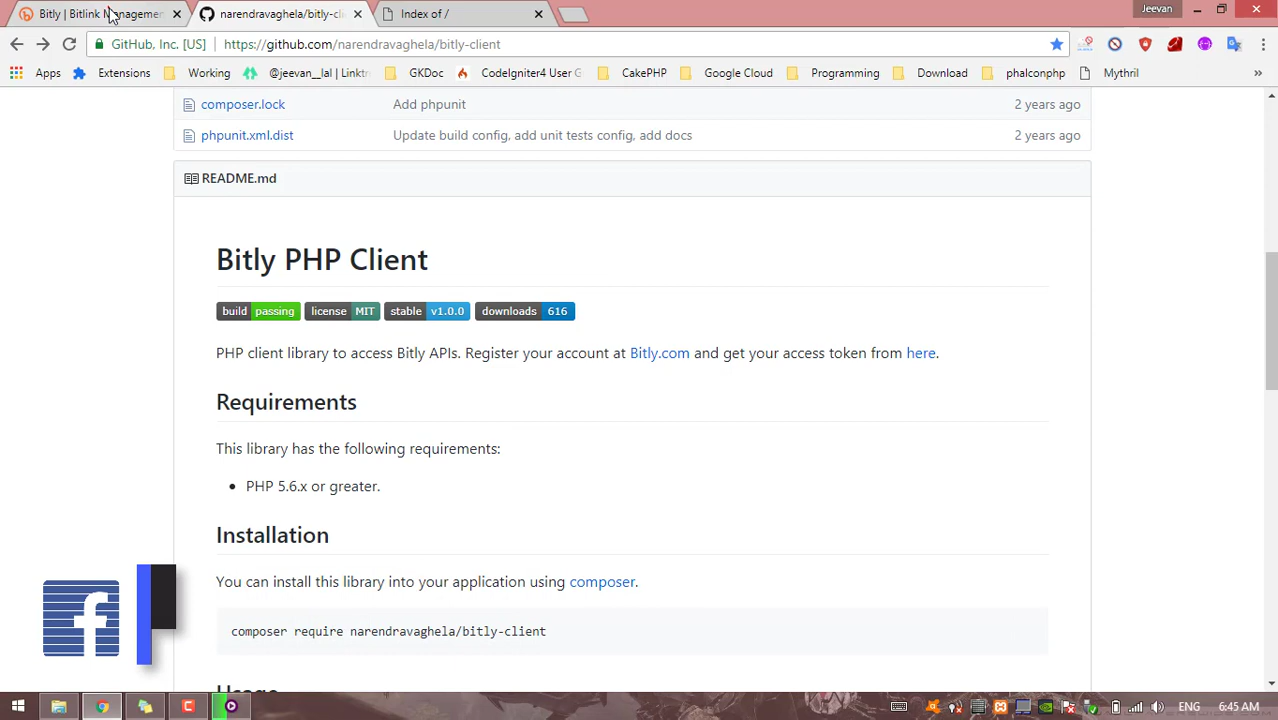 Bitly | Bitlink Managemen
narendravaghela/bitly-cli
Index of /
Jeevan
GitHub, Inc. [US]
https://github.com/narendravaghela/bitly-client
Apps
Extensions
Working
@jeevan__lal | Linktr
GKDoc
CodeIgniter4 User G
CakePHP
Google Cloud
Programming
Download
phalconphp
Mythril
»
composer.lock Add phpunit 2 years ago
phpunit.xml.dist Update build config, add unit tests config, add docs 2 years ago
README.md
Bitly PHP Client
build passing license MIT stable v1.0.0 downloads 616
PHP client library to access Bitly APIs. Register your account at Bitly.com and get your access token from here.
Requirements
This library has the following requirements:
• PHP 5.6.x or greater.
Installation
You can install this library into your application using composer.
composer require narendravaghela/bitly-client
Usage
ENG
6:45 AM